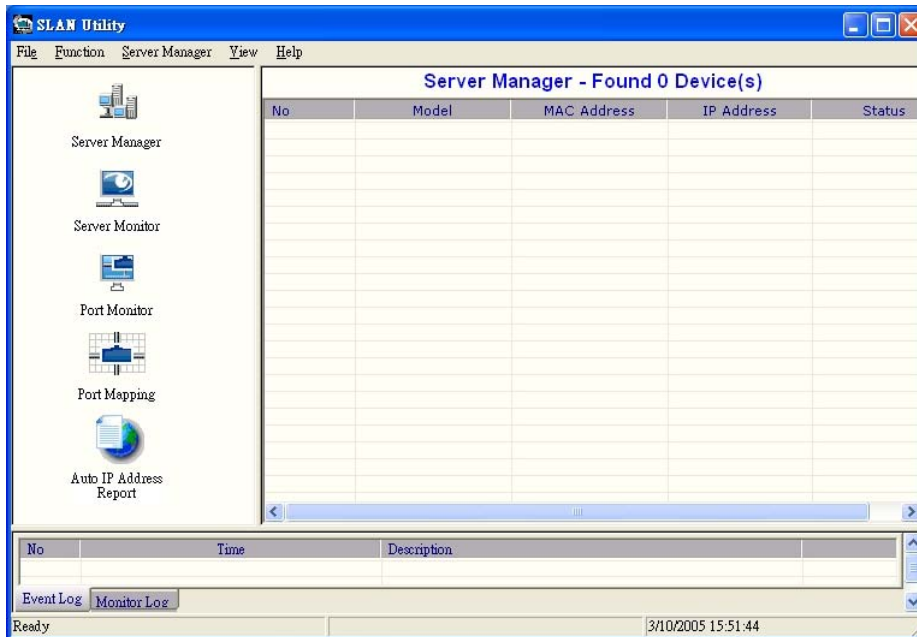 SLAN Utility
File Function Server Manager View Help
Server Manager
Server Monitor
Port Monitor
Port Mapping
Auto IP Address
Report
Server Manager - Found 0 Device(s)
No Model MAC Address IP Address Status
No Time Description
Event Log Monitor Log
Ready 3/10/2005 15:51:44